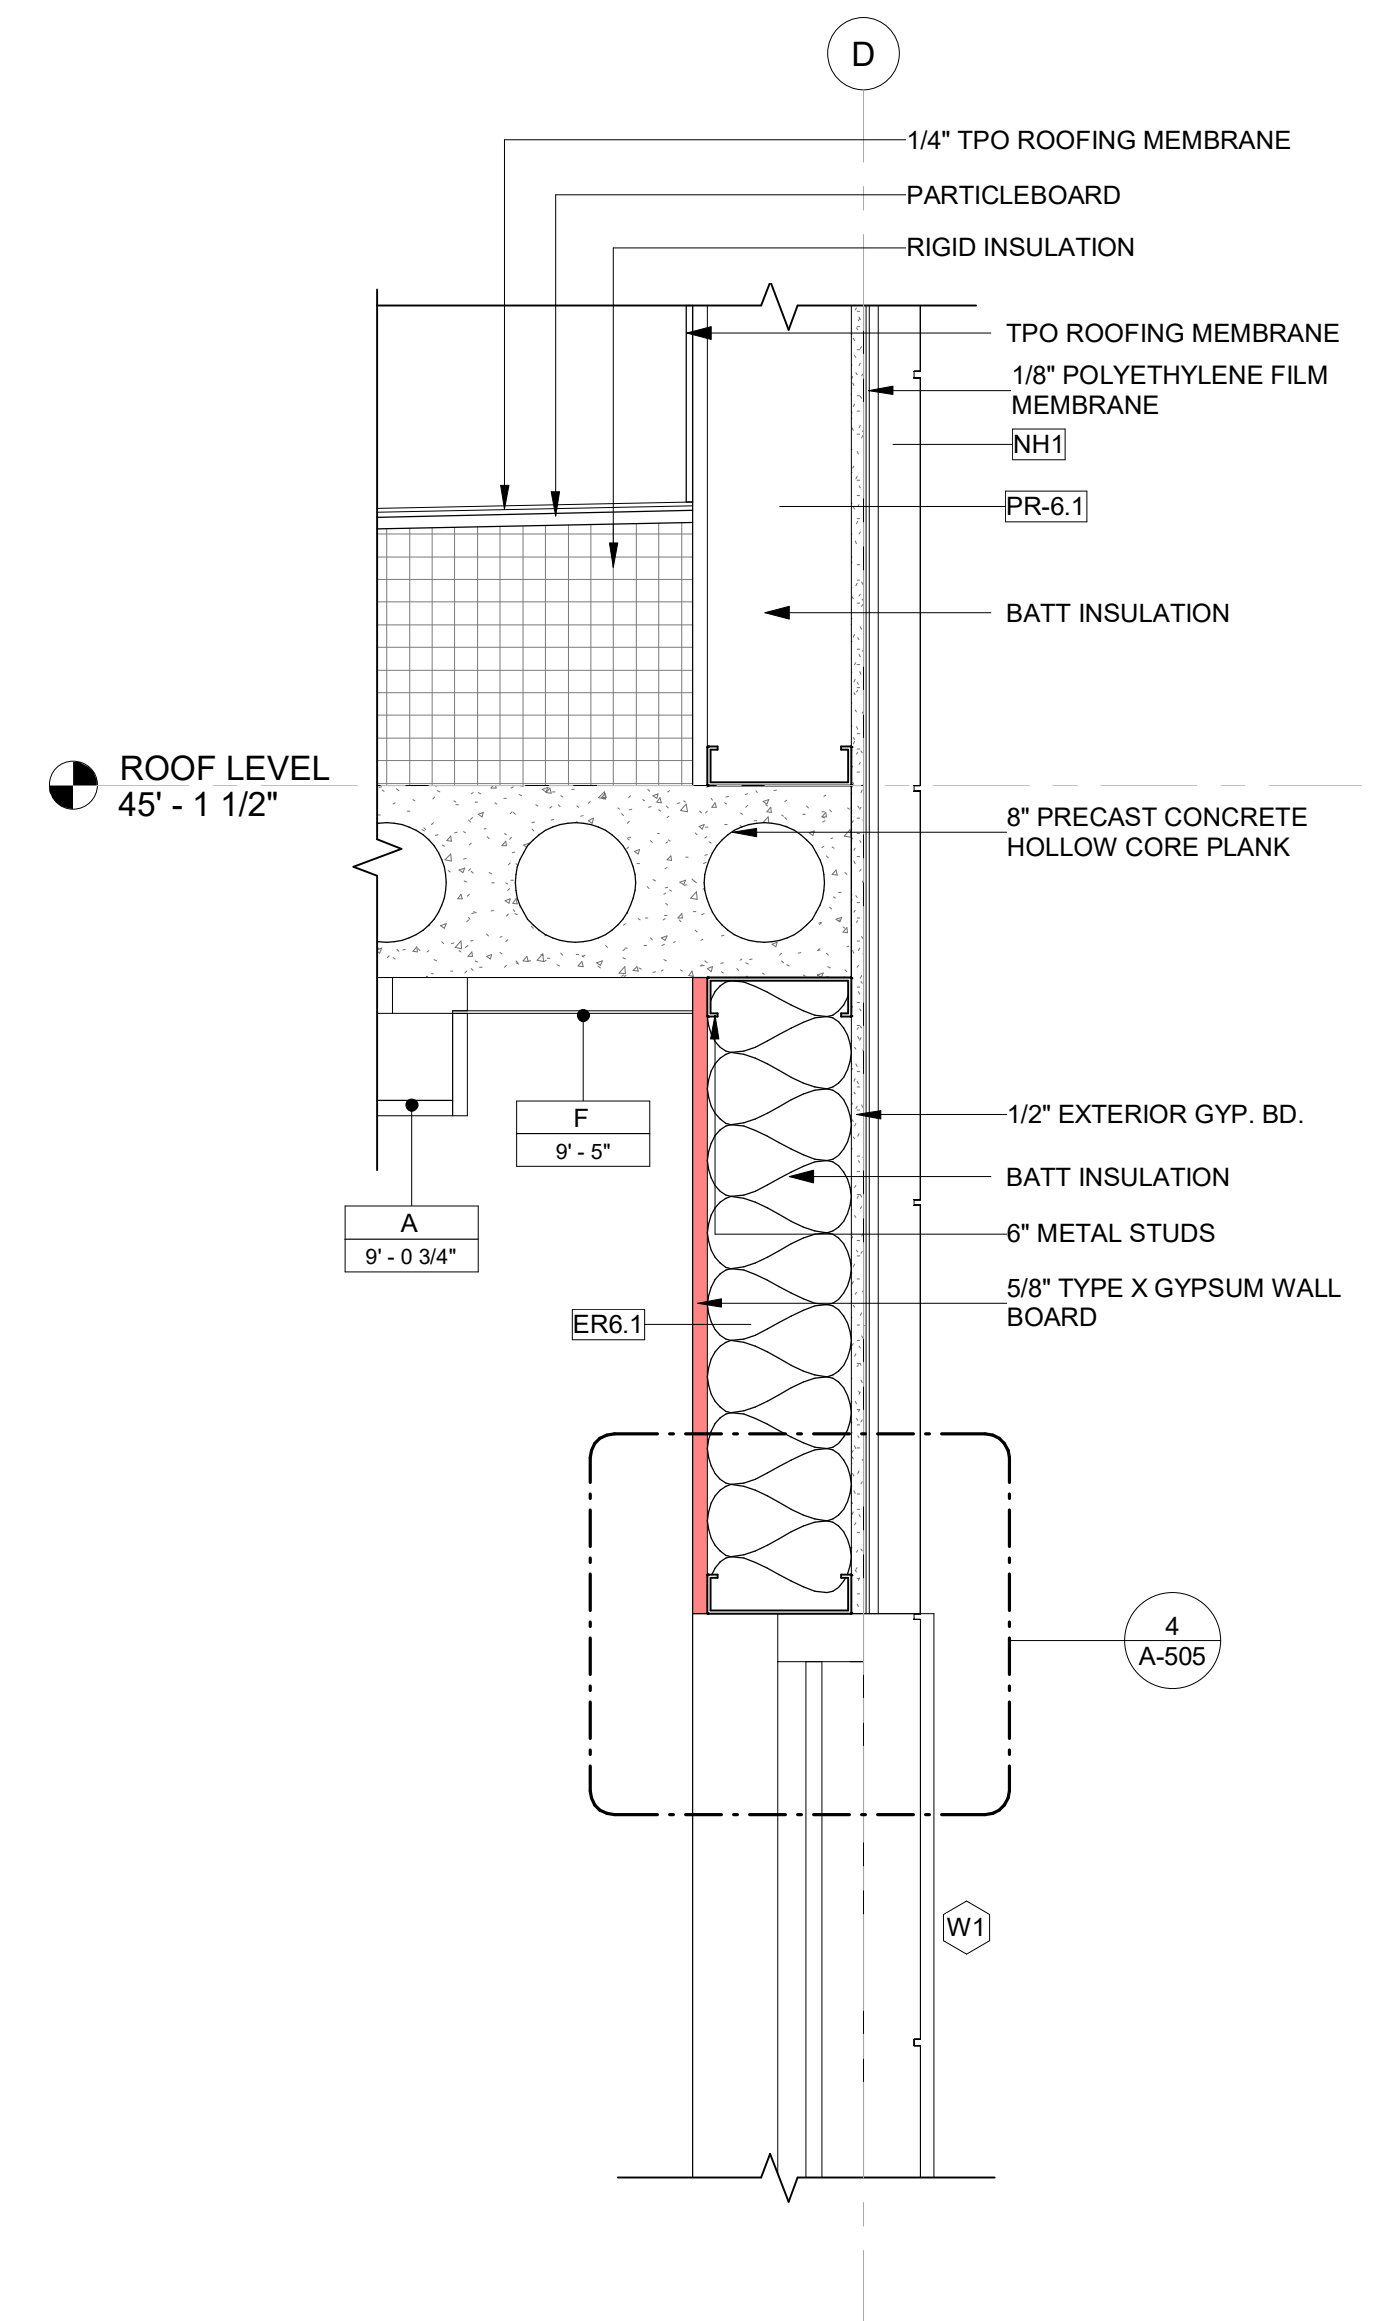 D
1/4" TPO ROOFING MEMBRANE
PARTICLEBOARD
RIGID INSULATION
TPO ROOFING MEMBRANE
1/8" POLYETHYLENE FILM
MEMBRANE
NH1
PR-6.1
BATT INSULATION
ROOF LEVEL
45' - 1 1/2"
8" PRECAST CONCRETE
HOLLOW CORE PLANK
F
9' - 5"
A
9' - 0 3/4"
1/2" EXTERIOR GYP. BD.
BATT INSULATION
6" METAL STUDS
5/8" TYPE X GYPSUM WALL
BOARD
ER6.1
4
A-505
W1